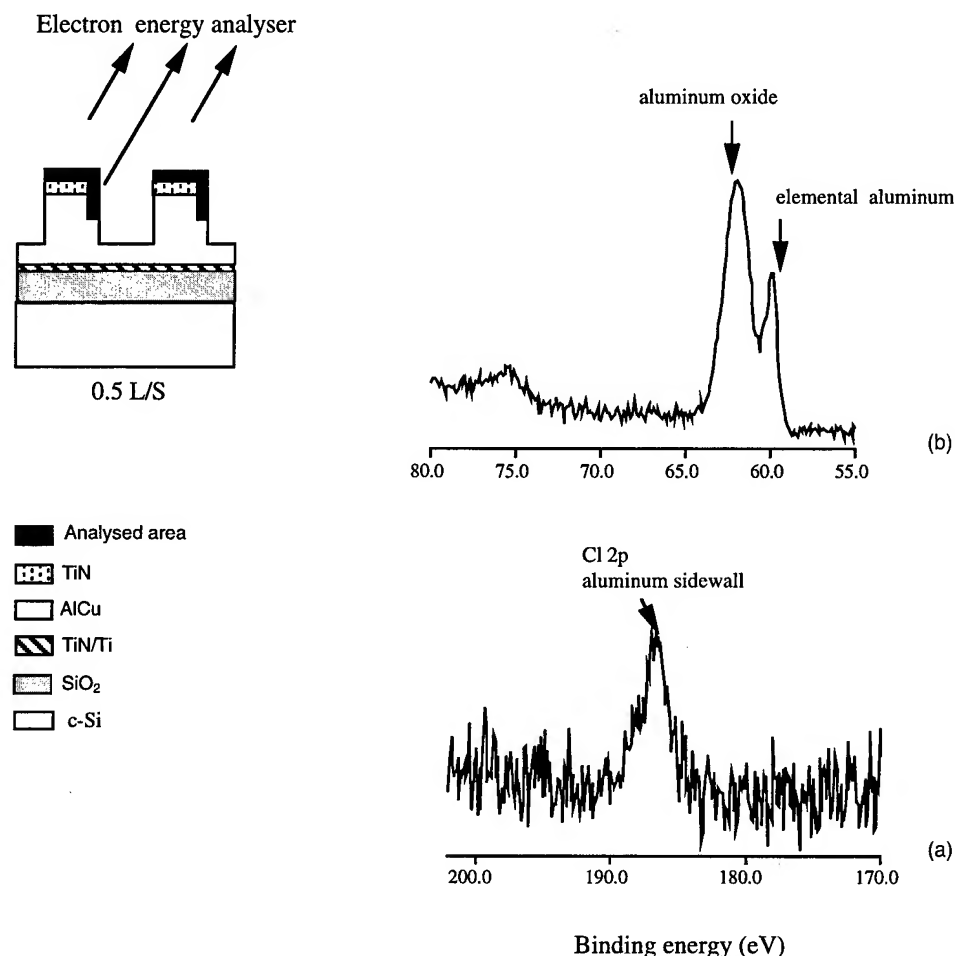 Electron energy analyser
0.5 L/S
Analysed area
TiN
AlCu
TiN/Ti
SiO₂
c-Si
aluminum oxide
elemental aluminum
(b)
80.0 75.0 70.0 65.0 60.0 55.0
Cl 2p
aluminum sidewall
(a)
200.0 190.0 180.0 170.0
Binding energy (eV)